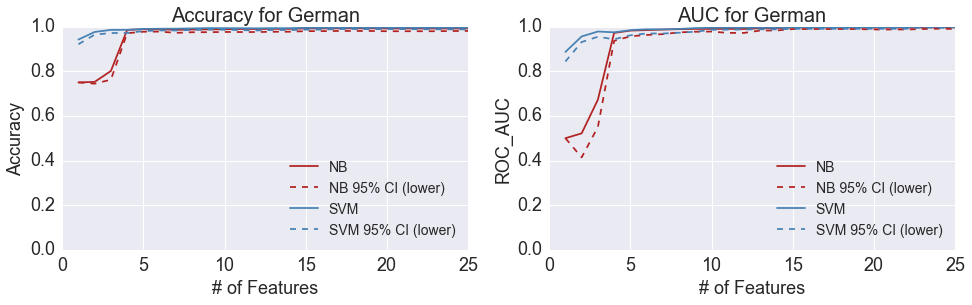 Accuracy for German
1.0
0.8
0.6
0.4
0.2
0.0
Accuracy
NB
NB 95% CI (lower)
SVM
SVM 95% CI (lower)
0 5 10 15 20 25
# of Features
AUC for German
1.0
0.8
0.6
0.4
0.2
0.0
ROC_AUC
NB
NB 95% CI (lower)
SVM
SVM 95% CI (lower)
0 5 10 15 20 25
# of Features